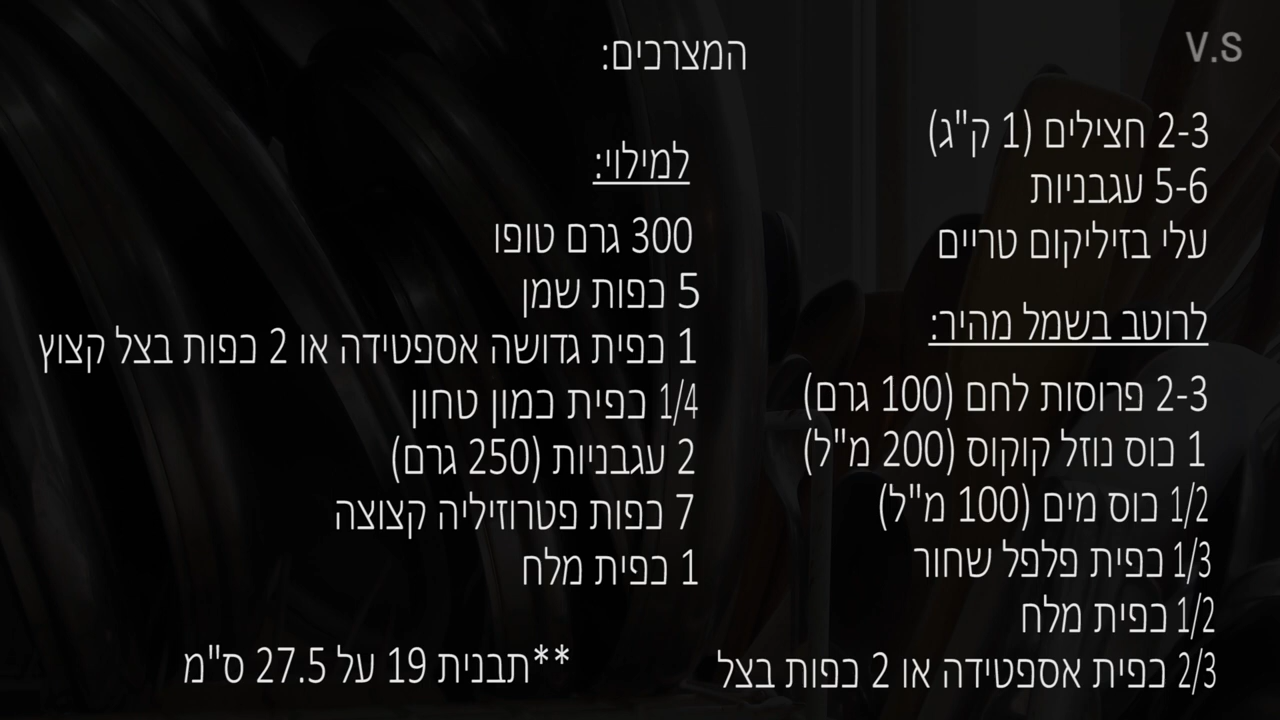 V.S
המצרכים:
2-3 חצילים (1 ק"ג)
5-6 עגבניות
עלי בזיליקום טריים
לרוטב בשמל מהיר:
2-3 פרוסות לחם (100 גרם)
1 כוס נוזל קוקוס (200 מ"ל)
1/2 כוס מים (100 מ"ל)
1/3 כפית פלפל שחור
1/2 כפית מלח
2/3 כפית אספטידה או 2 כפות בצל
למילוי:
300 גרם טופו
5 כפות שמן
1 כפית גדושה אספטידה או 2 כפות בצל קצוץ
1/4 כפית כמון טחון
2 עגבניות (250 גרם)
7 כפות פטרוזיליה קצוצה
1 כפית מלח
**תבנית 19 על 27.5 ס"מ